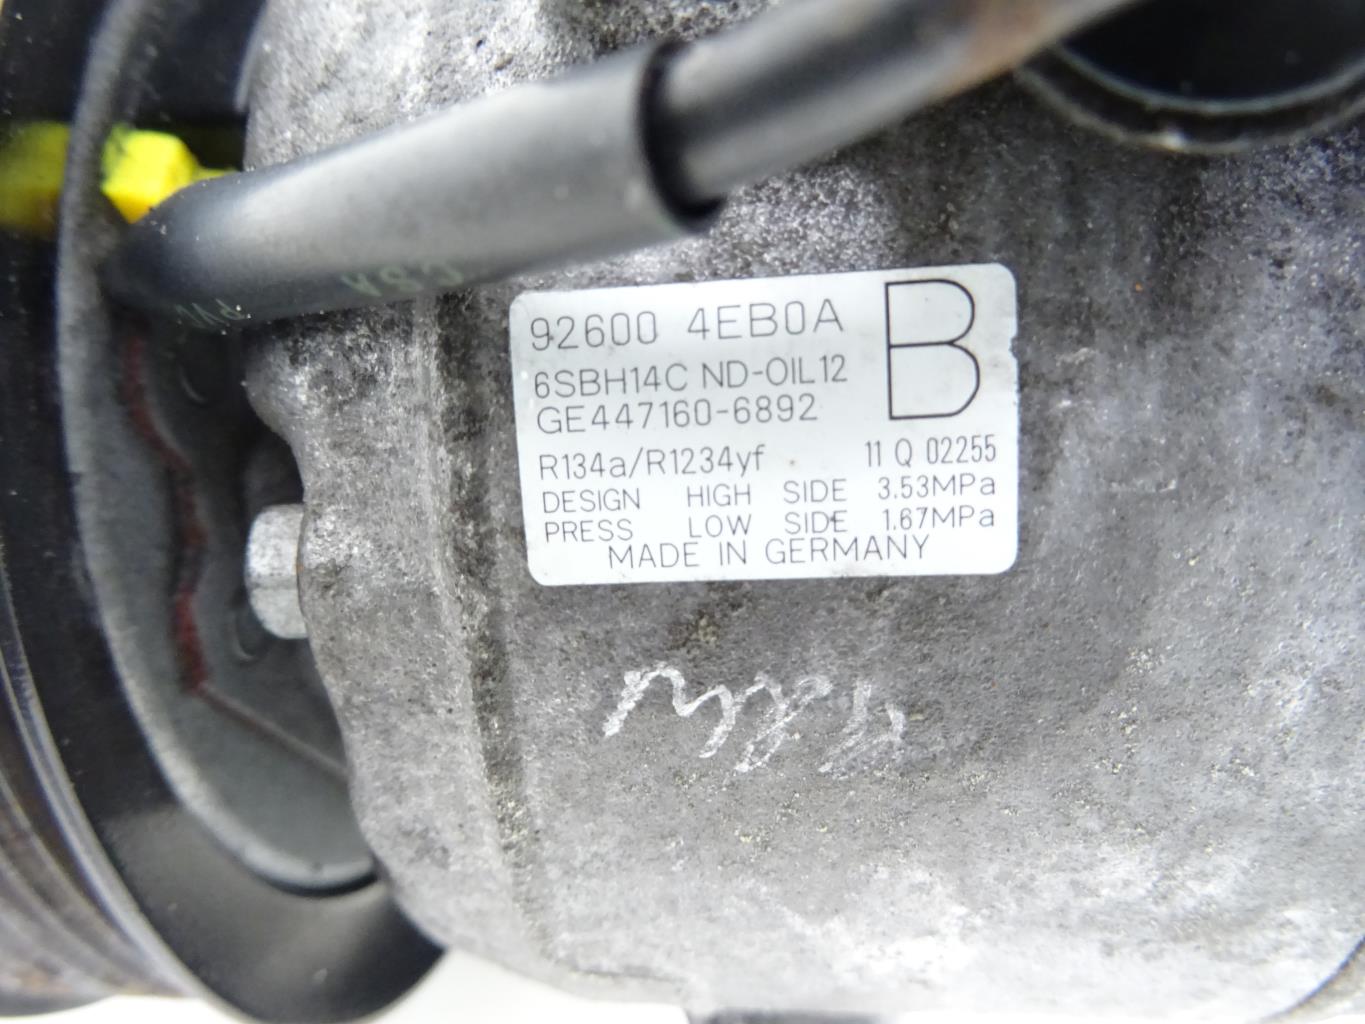 92600 4EB0A B
6SBH14C ND-OIL12
GE447160-6892
R134a/R1234yf 11 Q 02255
DESIGN HIGH SIDE 3.53MPa
PRESS LOW SIDE 1.67MPa
MADE IN GERMANY